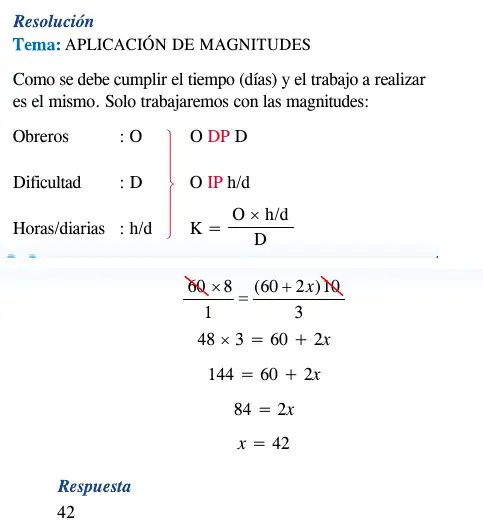 Resolución
Tema: APLICACIÓN DE MAGNITUDES
Como se debe cumplir el tiempo (días) y el trabajo a realizar
es el mismo. Solo trabajaremos con las magnitudes:
Obreros : O O DP D
Dificultad : D O IP h/d
Horas/diarias : h/d K = O × h/d / D
60 × 8 / 1 = (60 + 2x)10 / 3
48 × 3 = 60 + 2x
144 = 60 + 2x
84 = 2x
x = 42
Respuesta
42